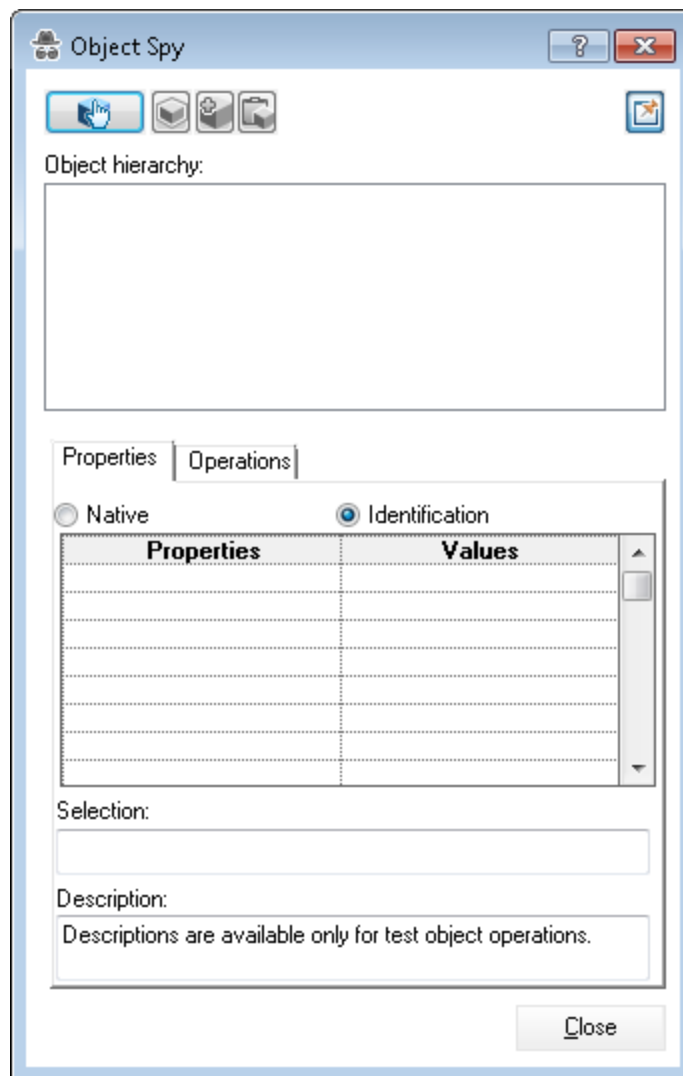 Object Spy
?
Object hierarchy:
Properties Operations
Native Identification
Properties Values
Selection:
Description:
Descriptions are available only for test object operations.
Close